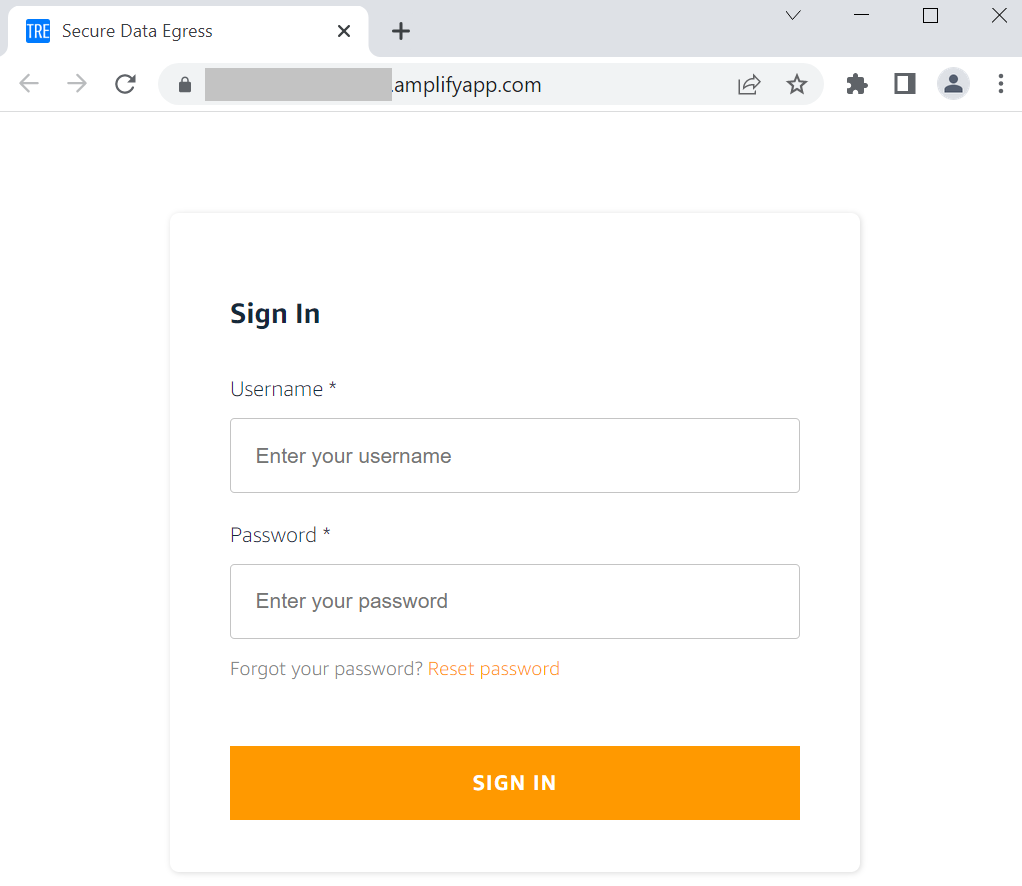 TRE Secure Data Egress
.amplifyapp.com
Sign In
Username *
Enter your username
Password *
Enter your password
Forgot your password? Reset password
SIGN IN